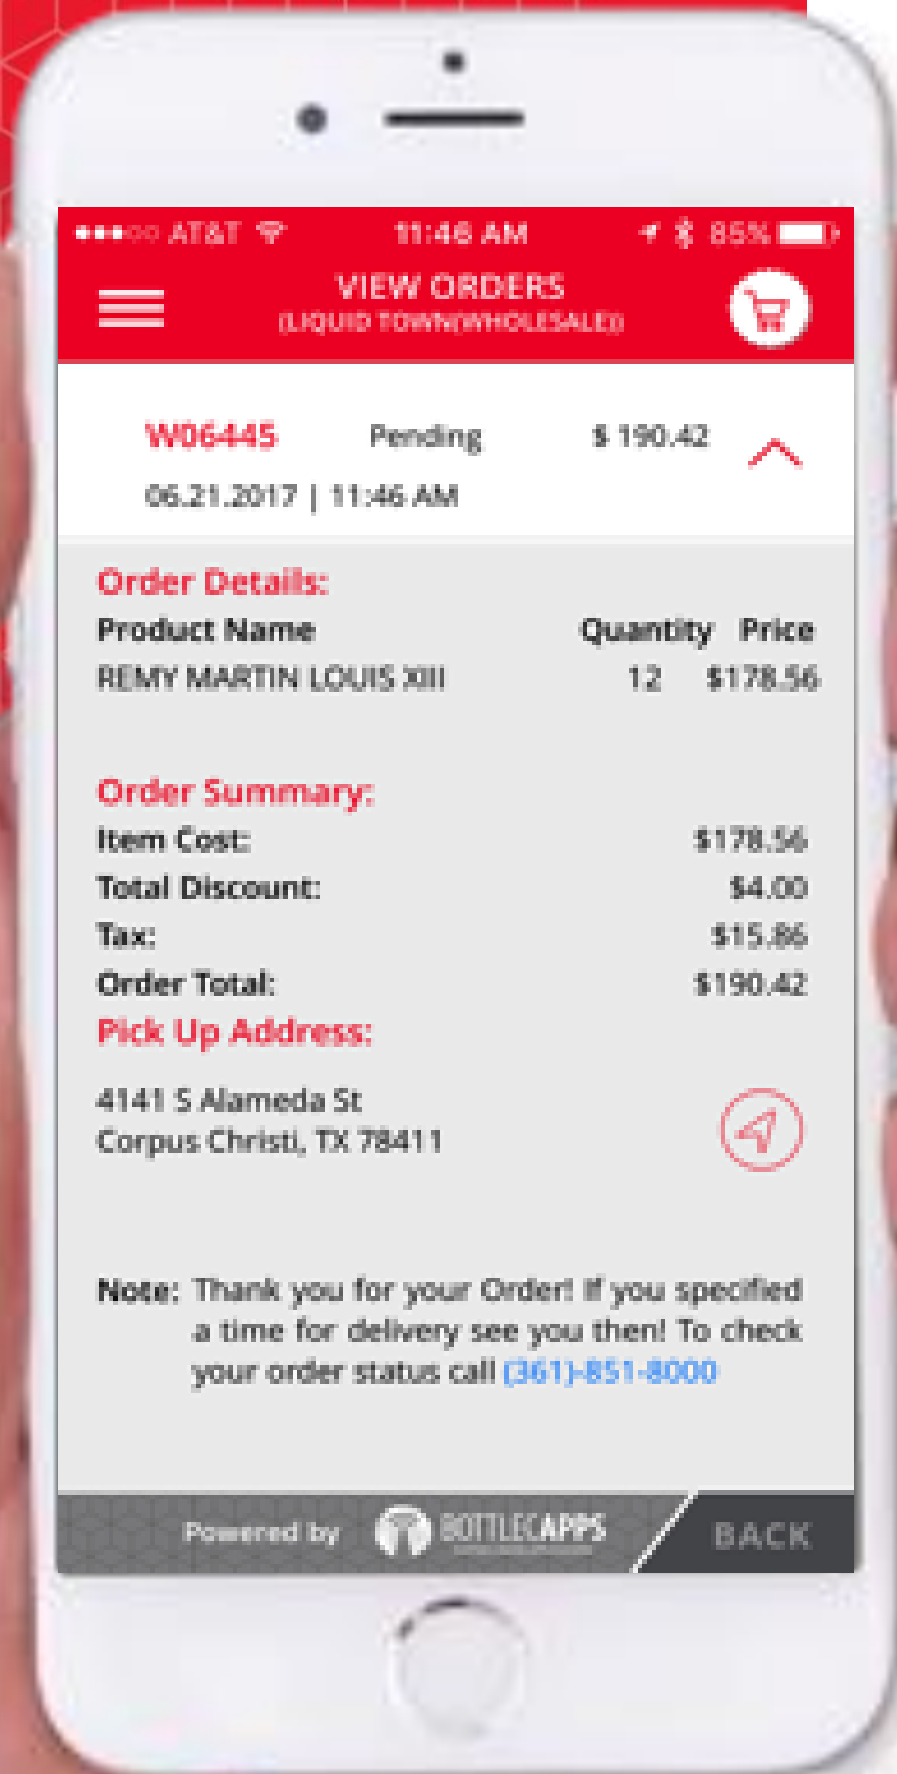 AT&T 11:46 AM 85%
VIEW ORDERS
(LIQUID TOWN(WHOLESALE))
W06445 Pending $ 190.42
06.21.2017 | 11:46 AM
Order Details:
Product Name Quantity Price
REMY MARTIN LOUIS XIII 12 $178.56
Order Summary:
Item Cost: $178.56
Total Discount: $4.00
Tax: $15.86
Order Total: $190.42
Pick Up Address:
4141 S Alameda St
Corpus Christi, TX 78411
Note: Thank you for your Order! If you specified
a time for delivery see you then! To check
your order status call (361)-851-8000
Powered by BOTTLECAPPS BACK